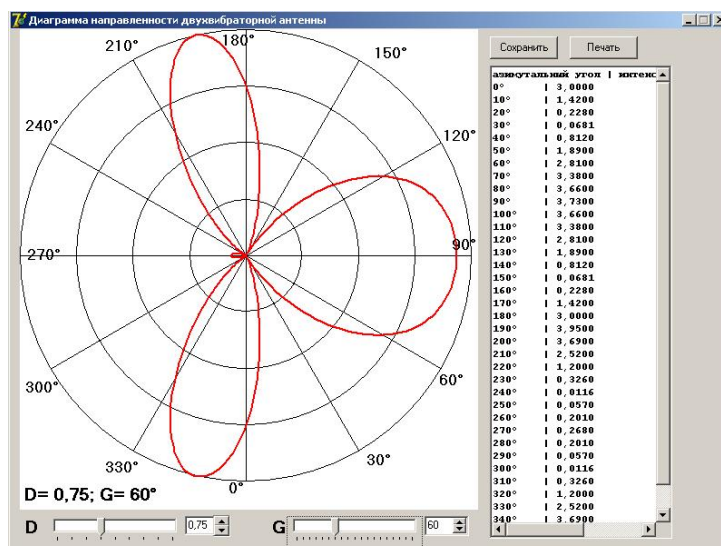 Диаграмма направленности двухвибраторной антенны
180°
210°
150°
240°
120°
270°
90°
300°
60°
330°
30°
0°
D= 0,75; G= 60°
D
0,75
G
60
Сохранить
Печать
азимутальный угол | интенс
0° | 3,0000
10° | 1,4200
20° | 0,2280
30° | 0,0681
40° | 0,8120
50° | 1,8900
60° | 2,8100
70° | 3,3800
80° | 3,6600
90° | 3,7300
100° | 3,6600
110° | 3,3800
120° | 2,8100
130° | 1,8900
140° | 0,8120
150° | 0,0681
160° | 0,2280
170° | 1,4200
180° | 3,0000
190° | 3,9500
200° | 3,6900
210° | 2,5200
220° | 1,2000
230° | 0,3260
240° | 0,0116
250° | 0,0570
260° | 0,2010
270° | 0,2680
280° | 0,2010
290° | 0,0570
300° | 0,0116
310° | 0,3260
320° | 1,2000
330° | 2,5200
340° | 3,6900